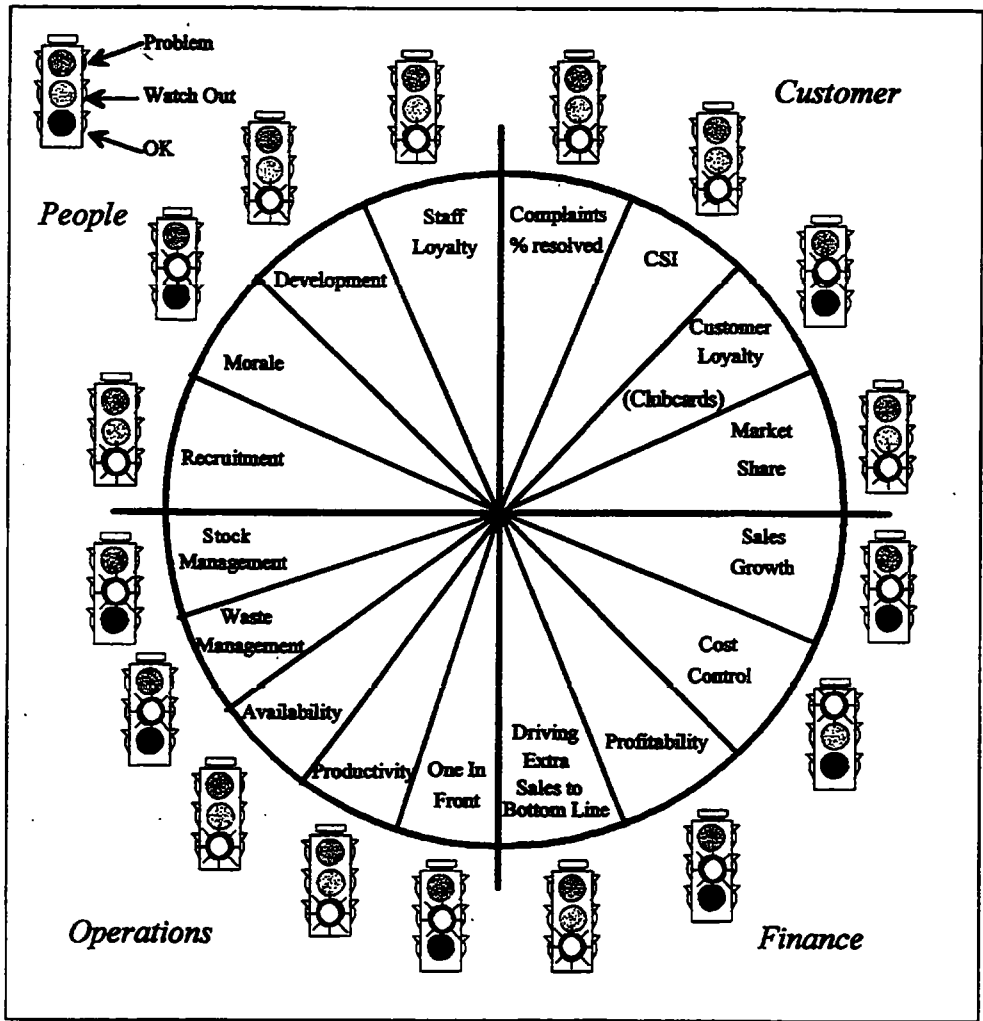 Problem
Watch Out
OK
Customer
People
Staff
Loyalty
Complaints
% resolved
Development
CSI
Morale
Customer
Loyalty
(Clubcards)
Recruitment
Market
Share
Stock
Management
Sales
Growth
Waste
Management
Cost
Control
Availability
Productivity
One In
Front
Driving
Extra
Sales to
Bottom Line
Profitability
Operations
Finance